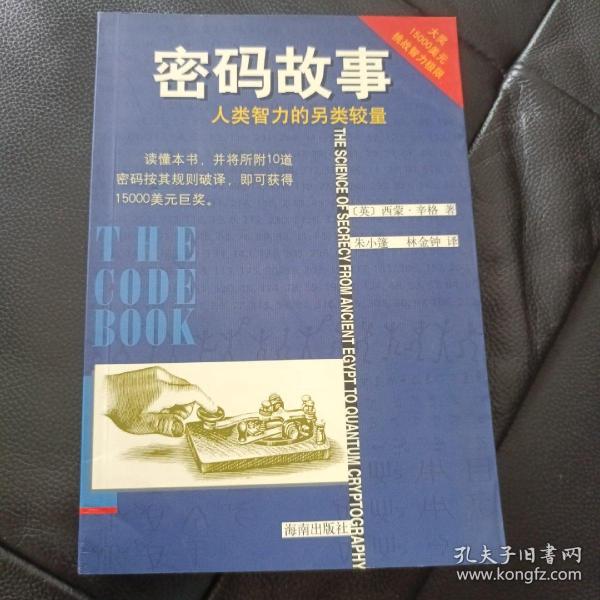 大奖
15000美元
挑战智力极限
密码故事
人类智力的另类较量
读懂本书，并将所附10道
密码按其规则破译，即可获得
15000美元巨奖。
〔英〕西蒙·辛格 著
朱小篷 林金钟 译
THE
CODE
BOOK
THE SCIENCE OF SECRECY FROM ANCIENT EGYPT TO QUANTUM CRYPTOGRAPHY
海南出版社
孔夫子旧书网
www.kongfz.com